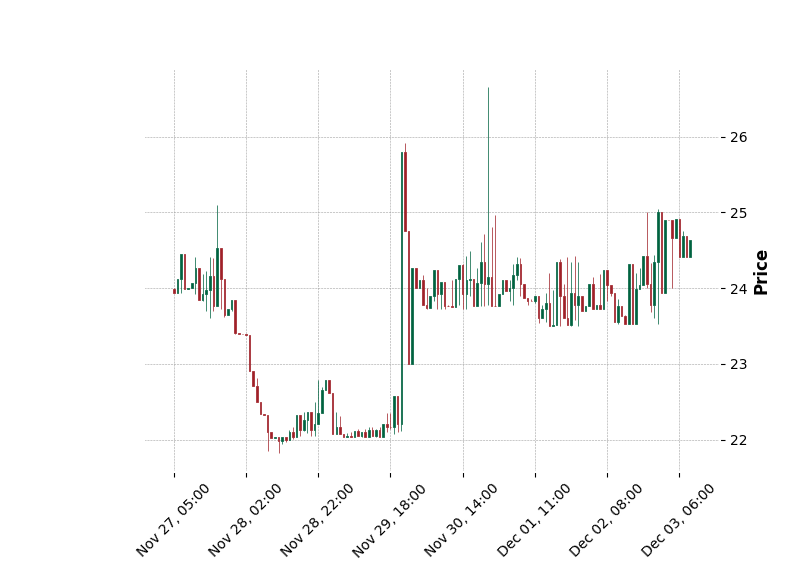 26
25
24
23
22
Price
Nov 27, 05:00
Nov 28, 02:00
Nov 28, 22:00
Nov 29, 18:00
Nov 30, 14:00
Dec 01, 11:00
Dec 02, 08:00
Dec 03, 06:00